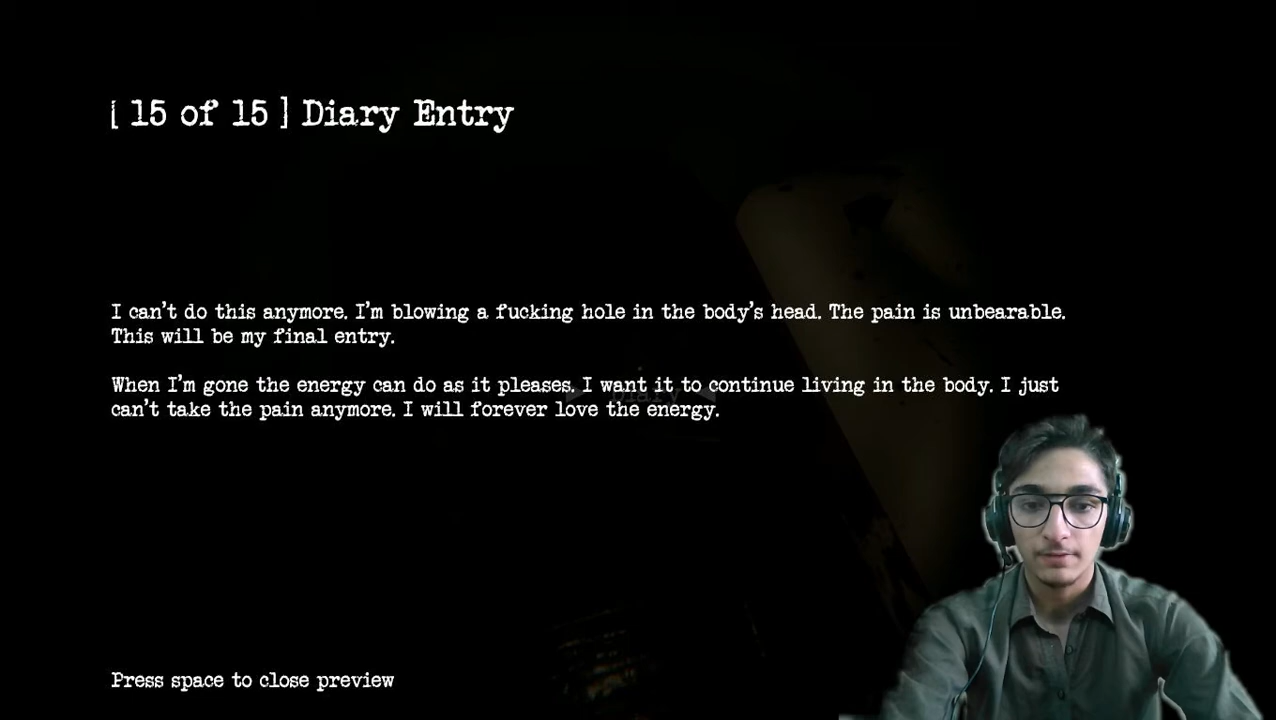 [ 15 of 15 ] Diary Entry
I can't do this anymore. I'm blowing a fucking hole in the body's head. The pain is unbearable.
This will be my final entry.
When I'm gone the energy can do as it pleases. I want it to continue living in the body. I just
can't take the pain anymore. I will forever love the energy.
Diary
Press space to close preview